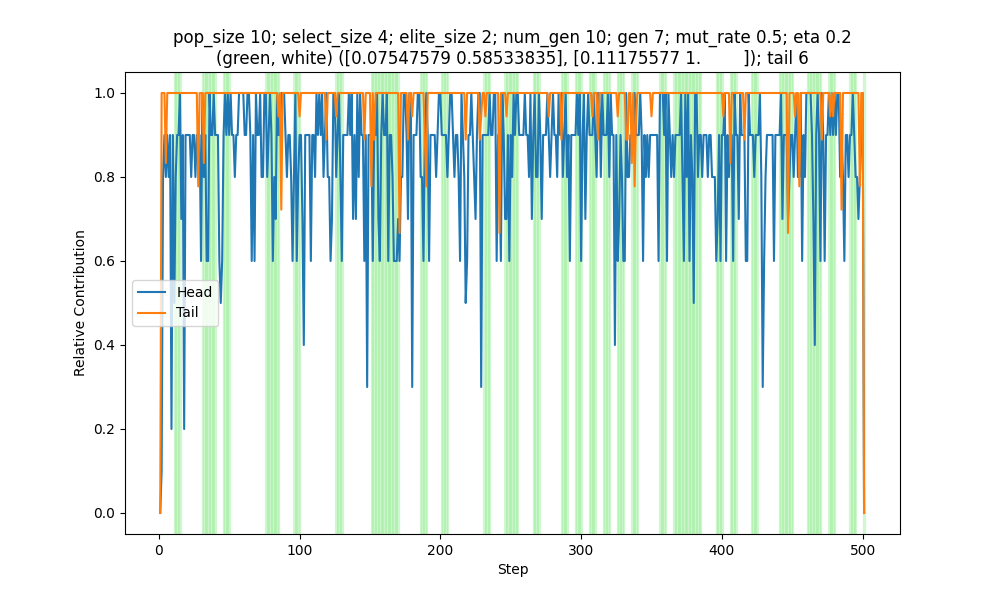 pop_size 10; select_size 4; elite_size 2; num_gen 10; gen 7; mut_rate 0.5; eta 0.2
(green, white) ([0.07547579 0.58533835], [0.11175577 1.        ]); tail 6
Relative Contribution
1.0
0.8
0.6
0.4
0.2
0.0
Head
Tail
0 100 200 300 400 500
Step